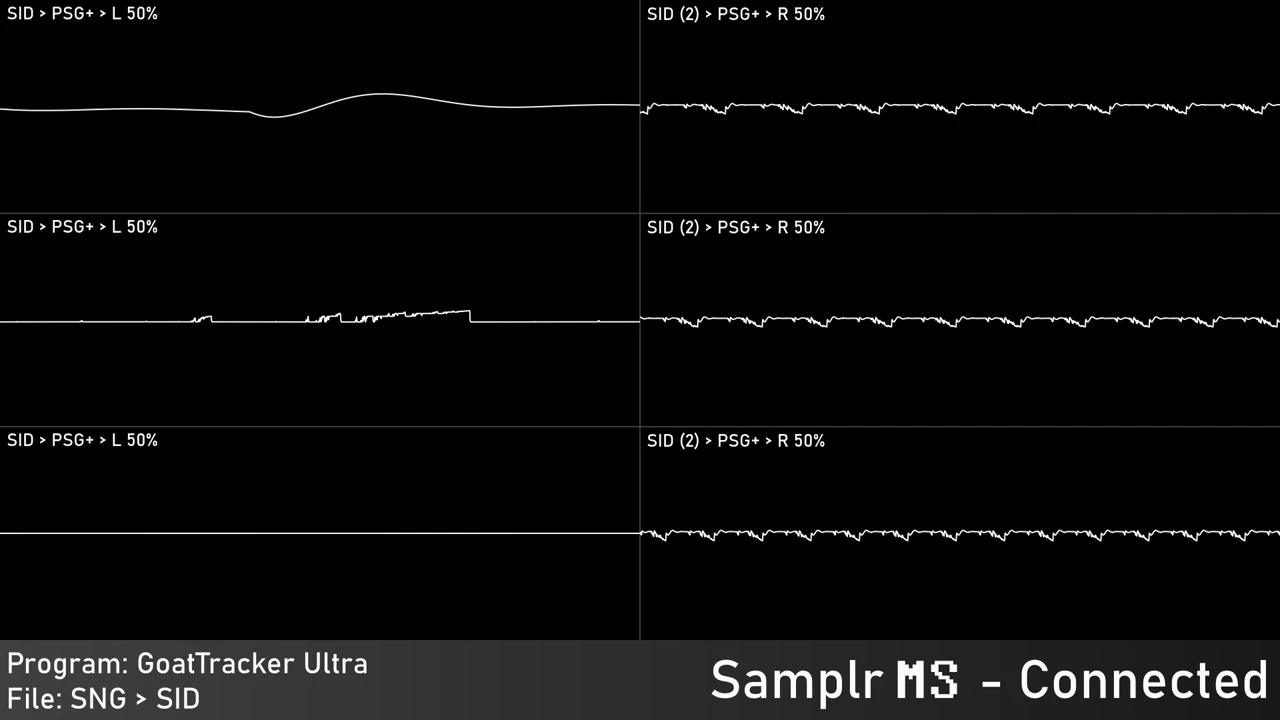 SID > PSG+ > L 50%
SID (2) > PSG+ > R 50%
SID > PSG+ > L 50%
SID (2) > PSG+ > R 50%
SID > PSG+ > L 50%
SID (2) > PSG+ > R 50%
Program: GoatTracker Ultra
File: SNG > SID
Samplr MS - Connected